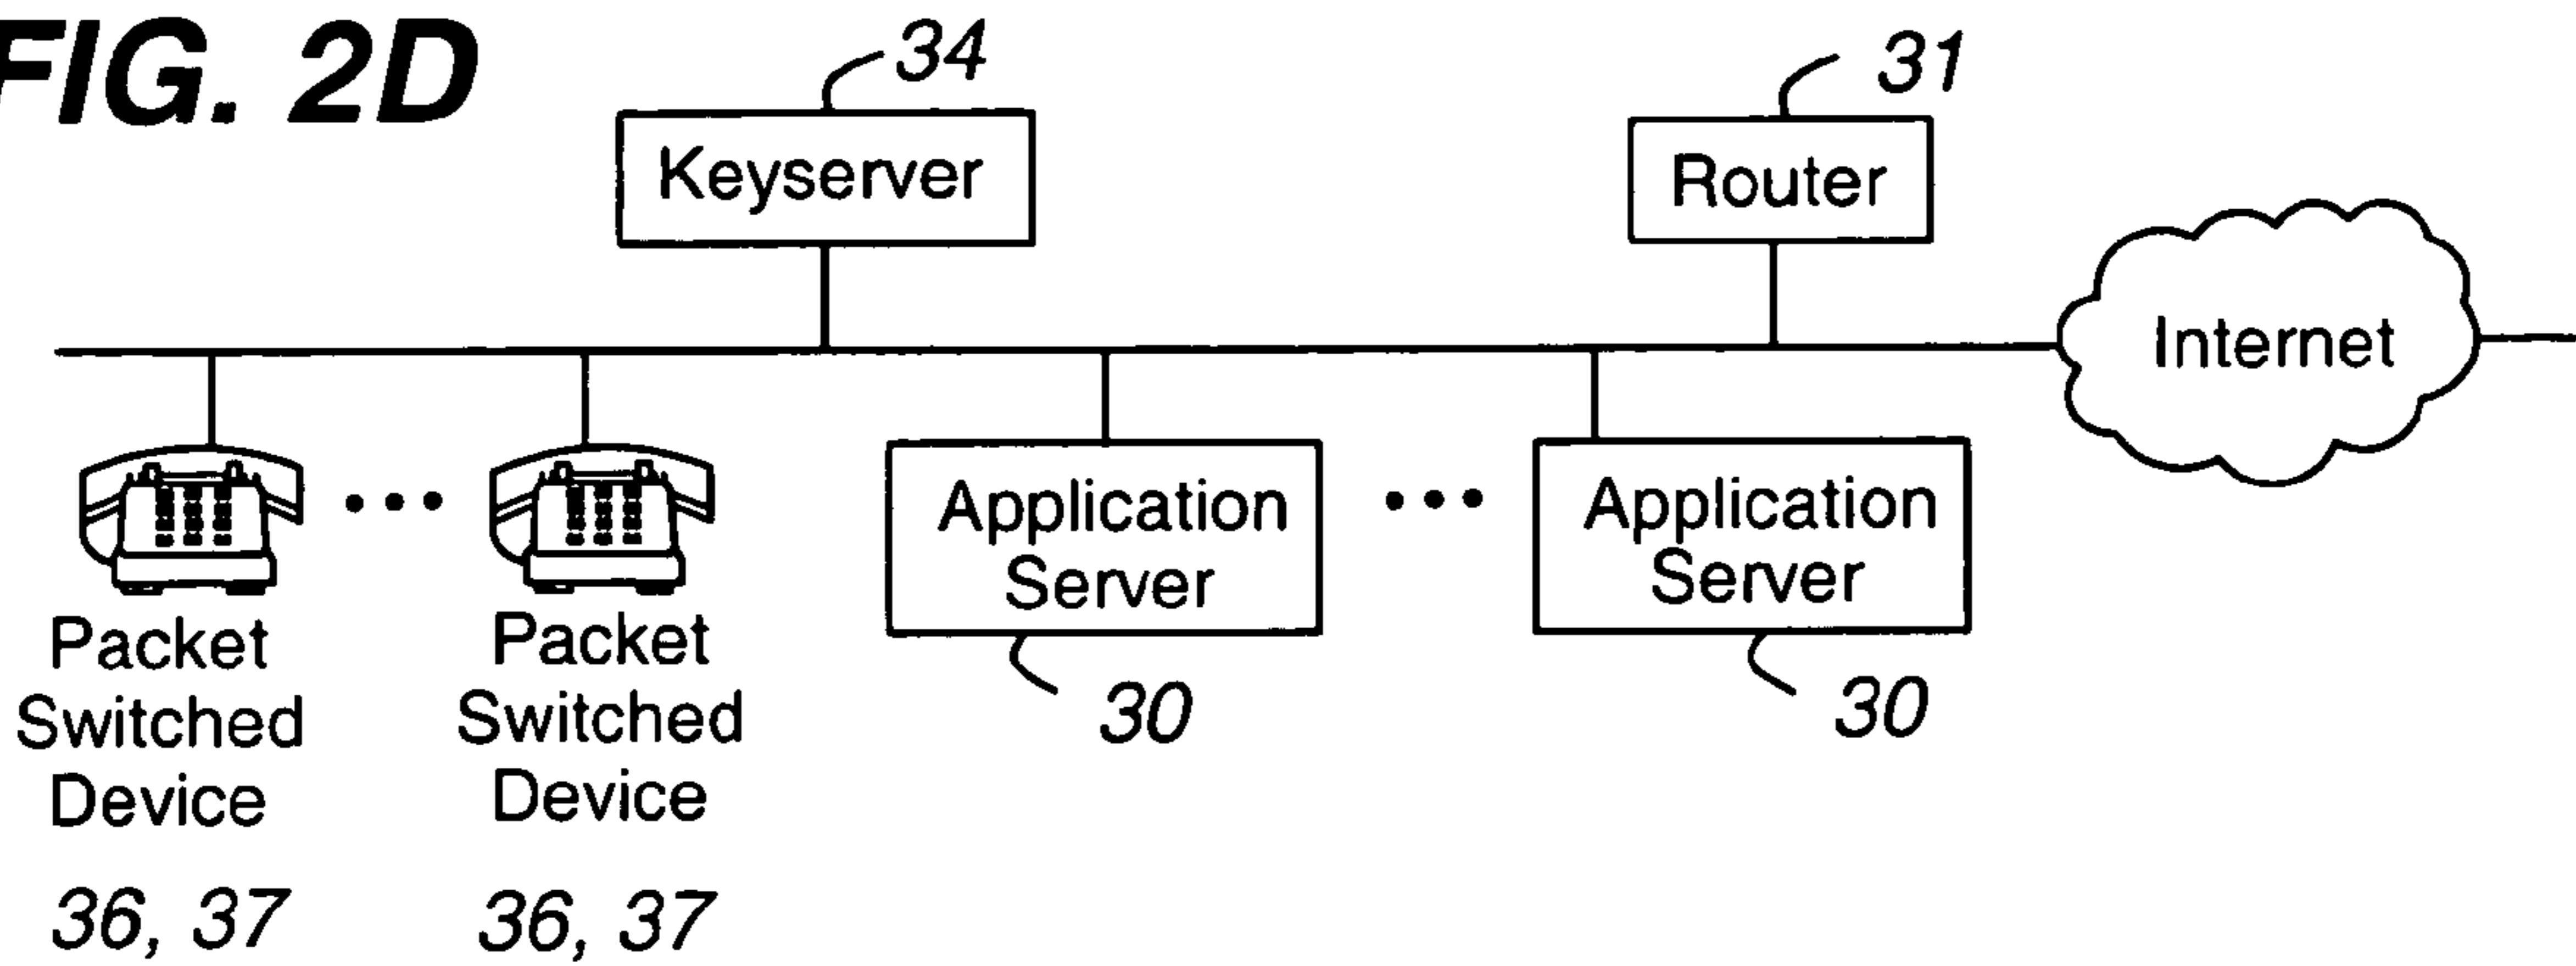 FIG. 2D
34
31
Keyserver
Router
Internet
Application
Server
Application
Server
Packet
Switched
Device
Packet
Switched
Device
30
30
36, 37
36, 37